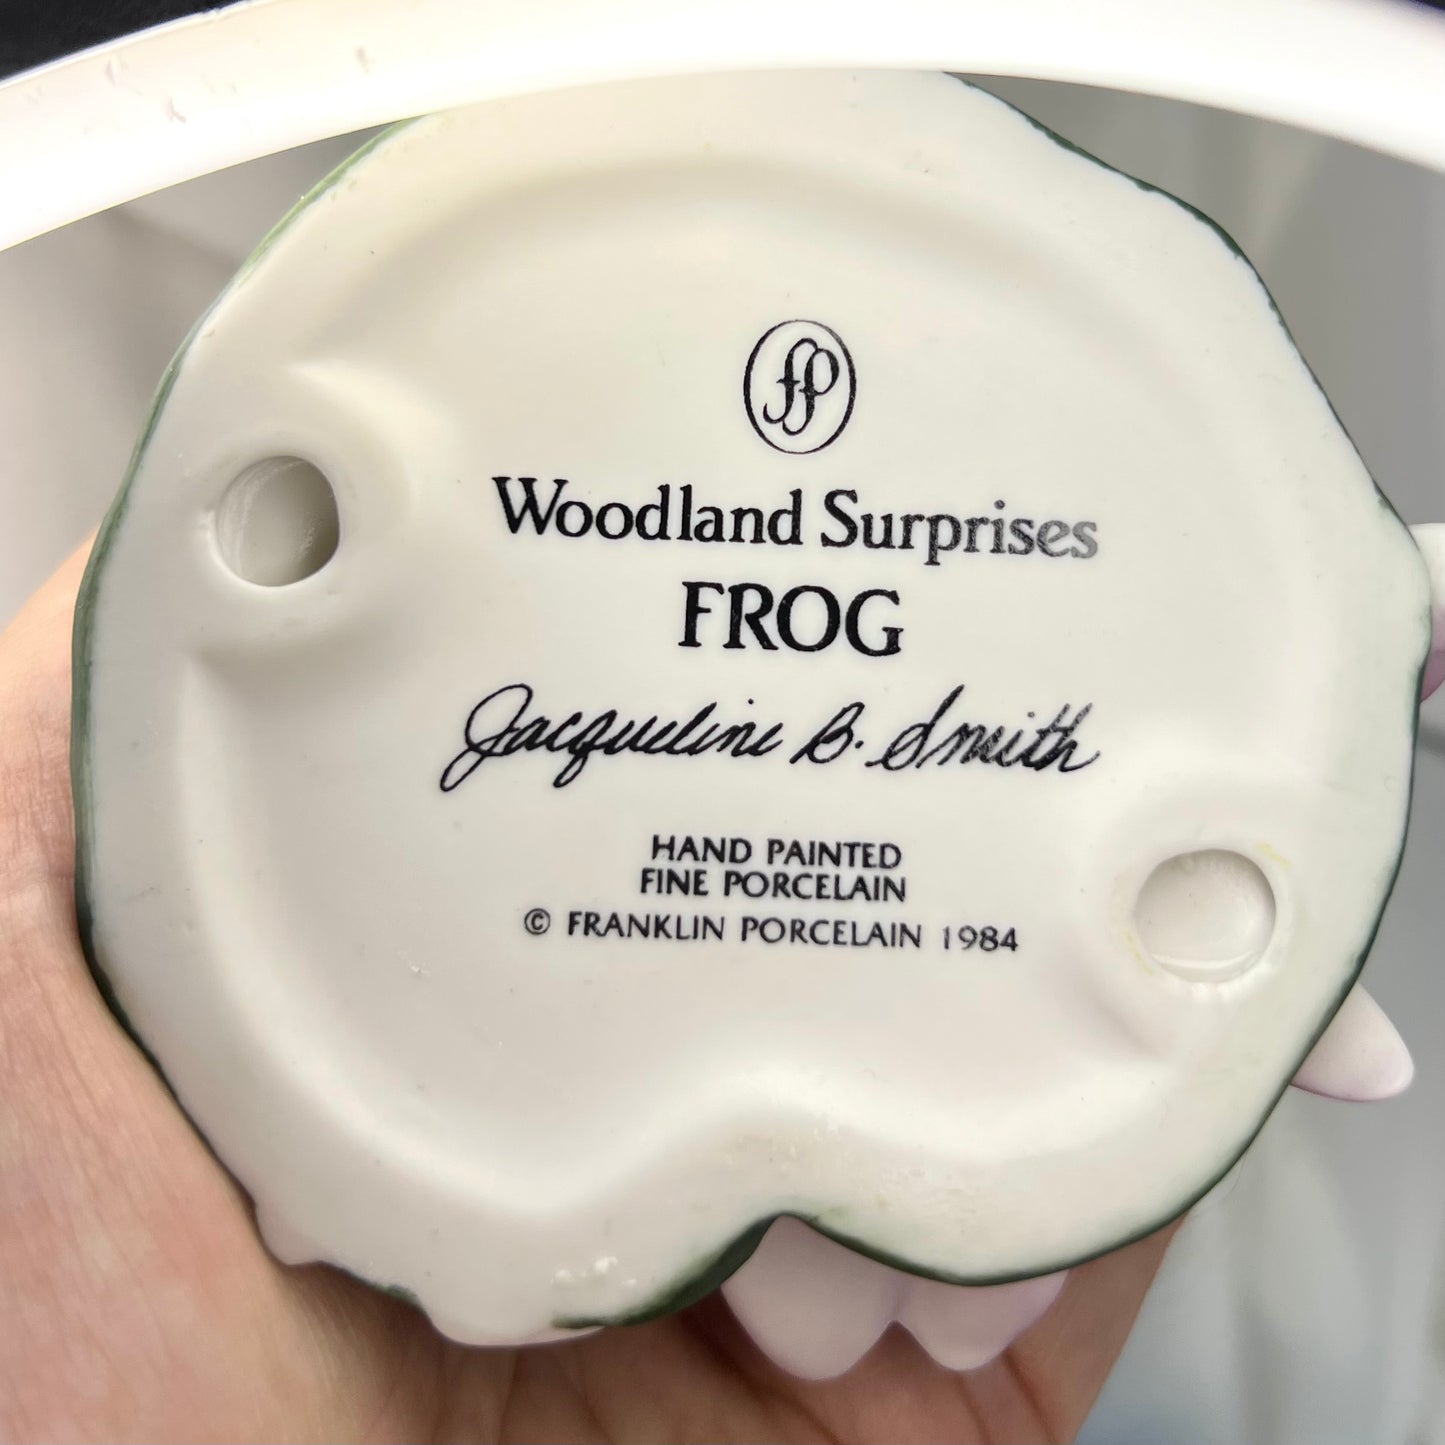 fp
Woodland Surprises
FROG
Jacqueline B. Smith
HAND PAINTED
FINE PORCELAIN
© FRANKLIN PORCELAIN 1984